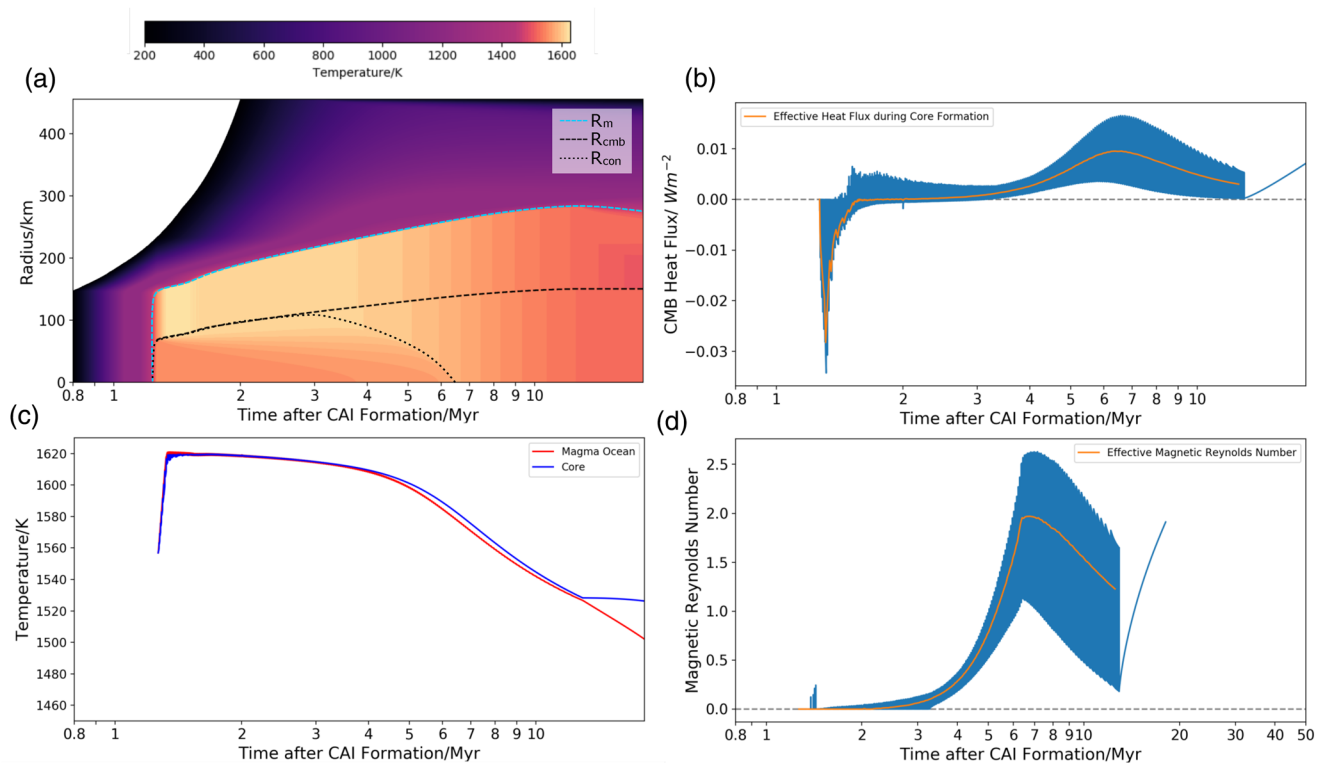 200 400 600 800 1000 1200 1400 1600
Temperature/K
(a)
Rm
Rcmb
Rcon
400
300
200
100
0
Radius/km
0.8 1 2 3 4 5 6 7 8 9 10
Time after CAI Formation/Myr
(b)
Effective Heat Flux during Core Formation
0.01
0.00
−0.01
−0.02
−0.03
CMB Heat Flux/ Wm⁻²
0.8 1 2 3 4 5 6 7 8 9 10
Time after CAI Formation/Myr
(c)
Magma Ocean
Core
1620
1600
1580
1560
1540
1520
1500
1480
1460
Temperature/K
0.8 1 2 3 4 5 6 7 8 9 10
Time after CAI Formation/Myr
(d)
Effective Magnetic Reynolds Number
2.5
2.0
1.5
1.0
0.5
0.0
Magnetic Reynolds Number
0.8 1 2 3 4 5 6 7 8 9 10 20 30 50
Time after CAI Formation/Myr